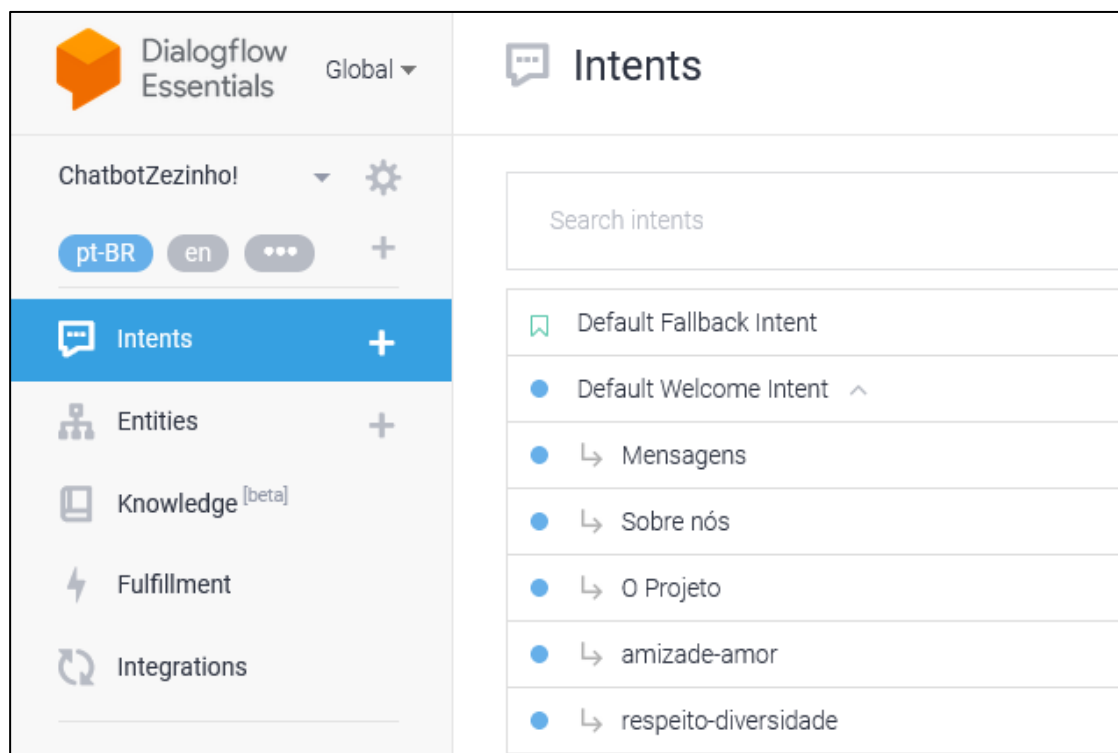 Dialogflow
Essentials
Global
ChatbotZezinho!
pt-BR en
Intents
Entities
Knowledge [beta]
Fulfillment
Integrations
Intents
Search intents
Default Fallback Intent
Default Welcome Intent
Mensagens
Sobre nós
O Projeto
amizade-amor
respeito-diversidade